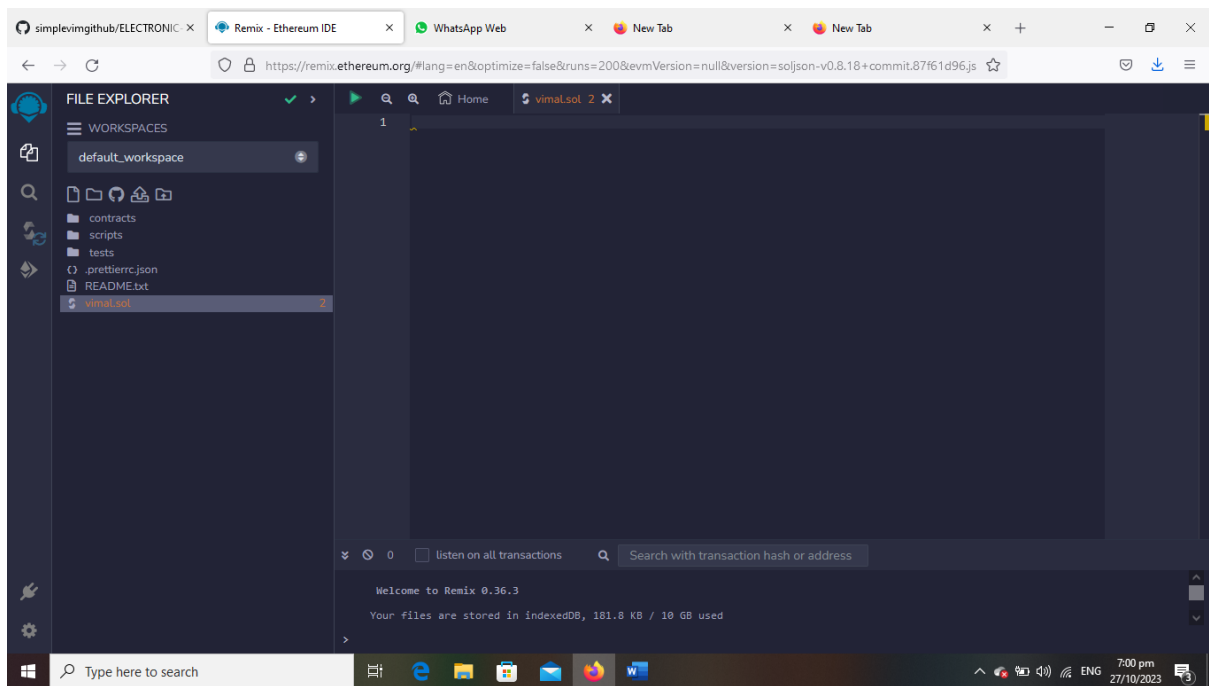 simplevimgithub/ELECTRONIC-
Remix - Ethereum IDE
WhatsApp Web
New Tab
New Tab
https://remix.ethereum.org/#lang=en&optimize=false&runs=200&evmVersion=null&version=soljson-v0.8.18+commit.87f61d96.js
FILE EXPLORER
Home
vimal.sol 2
WORKSPACES
default_workspace
1
contracts
scripts
tests
.prettierrc.json
README.txt
vimal.sol 2
0 listen on all transactions Search with transaction hash or address
Welcome to Remix 0.36.3
Your files are stored in indexedDB, 181.8 KB / 10 GB used
>
Type here to search
ENG
7:00 pm
27/10/2023
3